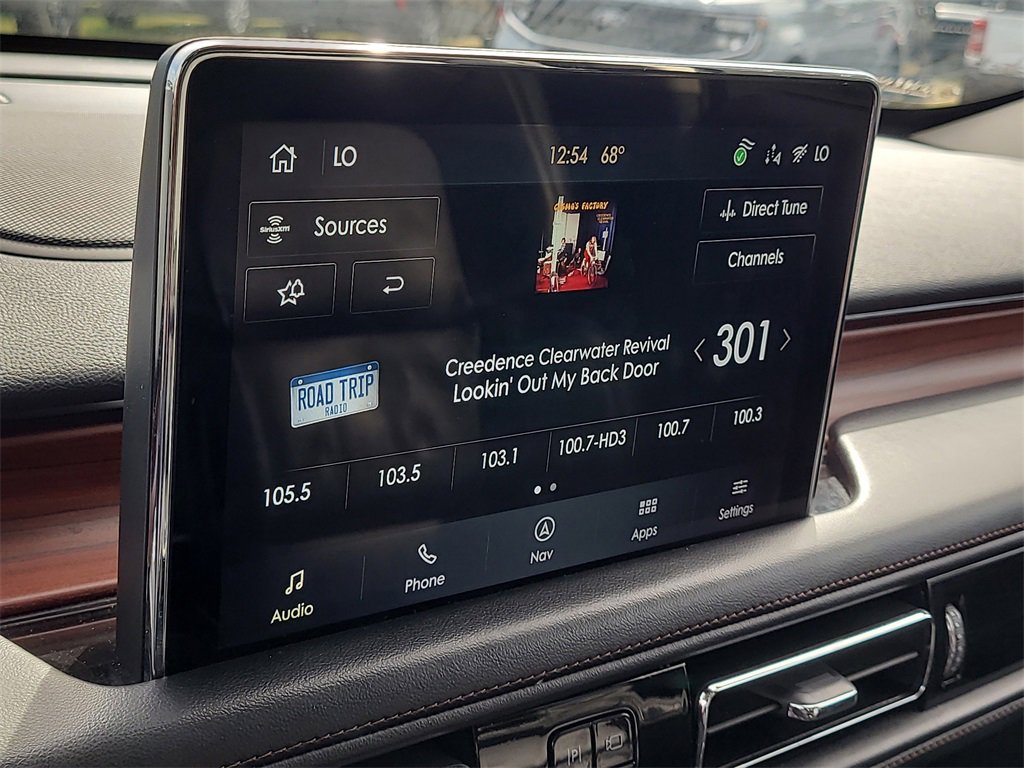 LO 12:54 68° LO
SiriusXM Sources
COSMO'S FACTORY
Direct Tune
Channels
Creedence Clearwater Revival
Lookin' Out My Back Door
< 301 >
ROAD TRIP
RADIO
105.5 103.5 103.1 100.7-HD3 100.7 100.3
Audio Phone Nav Apps Settings
P